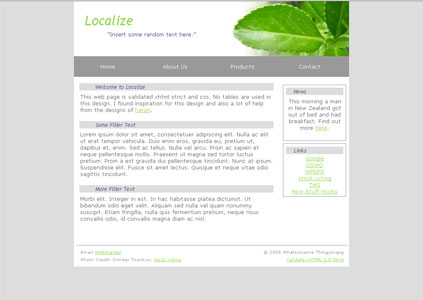 Localize
"Insert some random text here."
Home About Us Products Contact
Welcome to Localize
This web page is validated xhtml strict and css. No tables are used in
this design. I found inspiration for this design and also a lot of help
from the designs of haran.
Some Filler Text
Lorem ipsum dolor sit amet, consectetuer adipiscing elit. Nulla ac elit
ut erat tempor vehicula. Duis enim eros, gravida eu, pretium ut,
dapibus et, enim. Sed ac tellus. Nulla vel arcu. Proin ac sapien et
neque pellentesque mollis. Praesent ut magna sed tortor luctus
pretium. Proin a est gravida dui pellentesque tincidunt. Nunc at ipsum.
Suspendisse elit. Fusce sit amet lectus. Quisque et neque vitae odio
sagittis tincidunt.
More Filler Text
Morbi elit. Integer in est. In hac habitasse platea dictumst. Ut
bibendum odio eget velit. Aliquam sed nulla vel quam nonummy
suscipit. Etiam fringilla, nulla quis fermentum pretium, neque risus
convallis odio, id convallis magna diam ac nisl.
News
This morning a man
in New Zealand got
out of bed and had
breakfast. Find out
more here.
Links
Google
OSWD
stock.xchng
How Stuff Works
Email Webmaster
Photo Credit: stock.xchng
© 2005 Whatsitsname Thingymajig
Validate XHTML 1.0 Strict